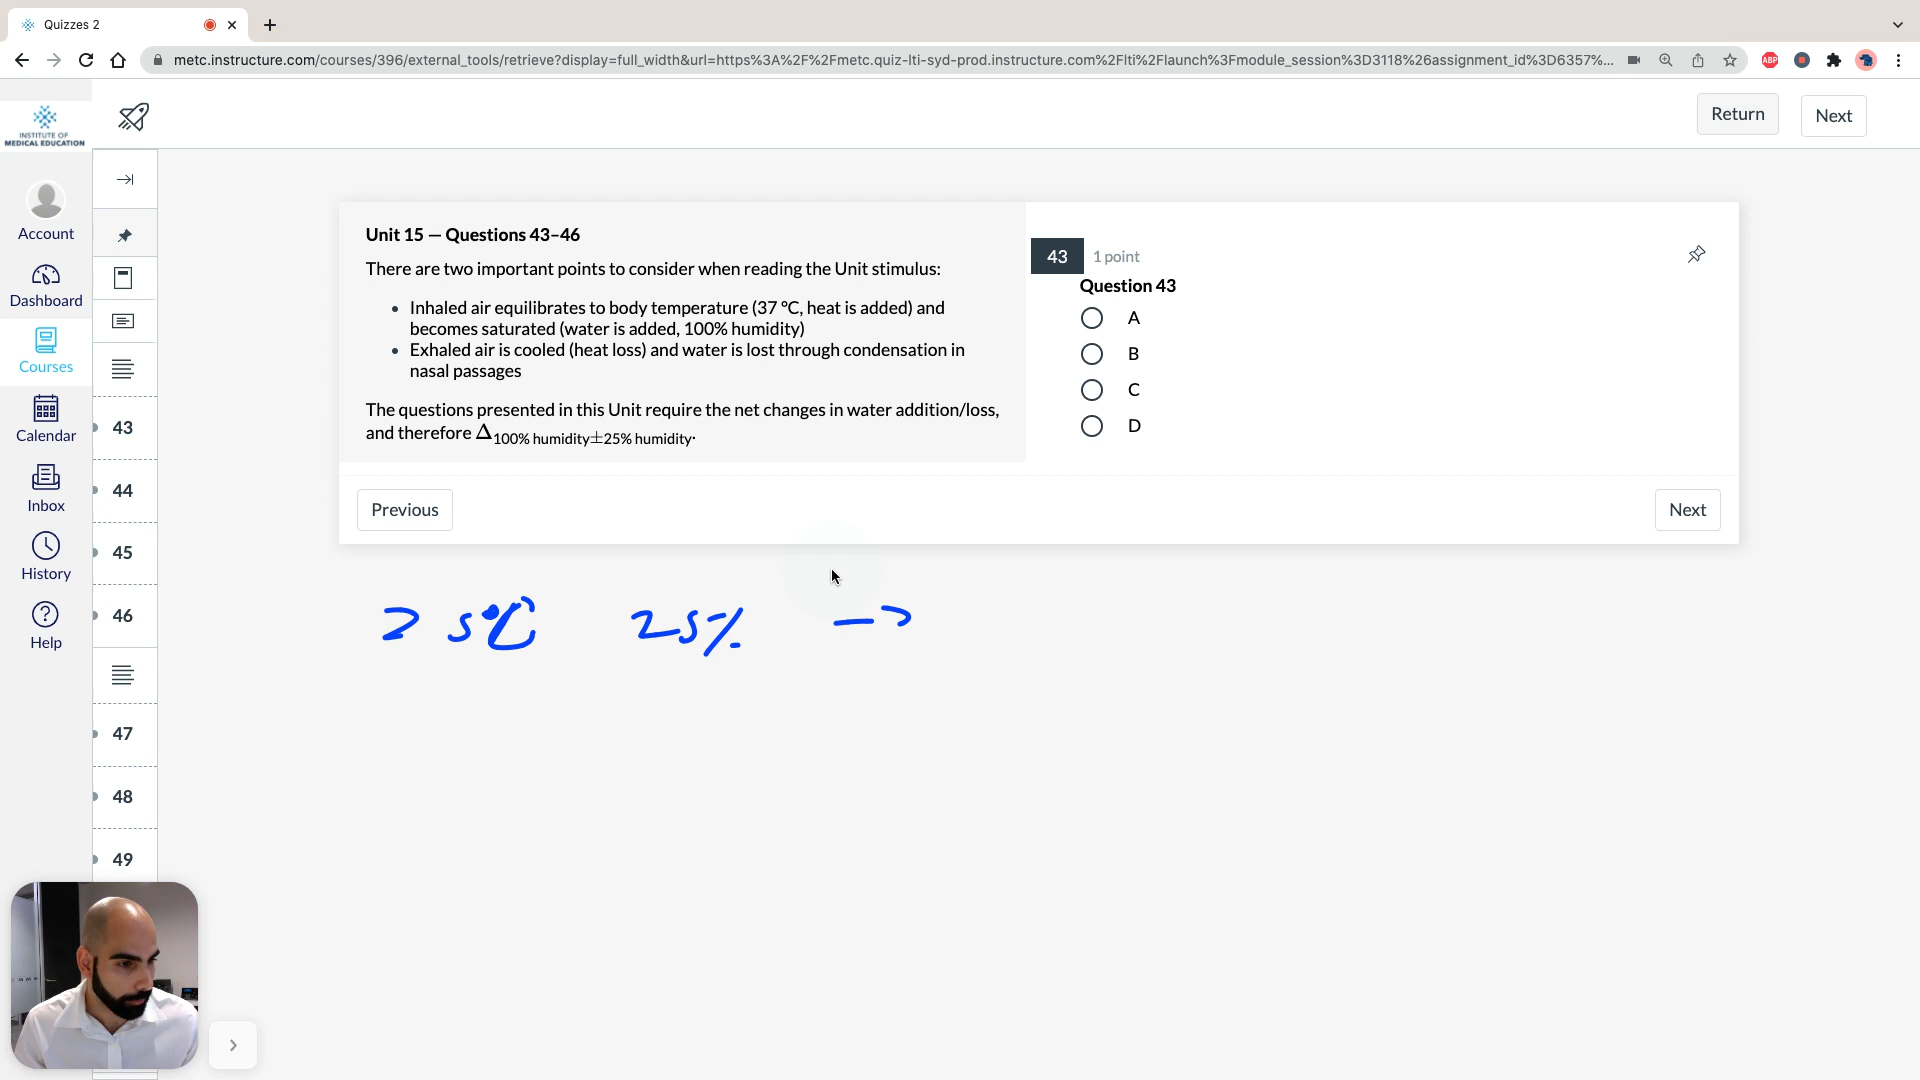 Quizzes 2
metc.instructure.com/courses/396/external_tools/retrieve?display=full_width&url=https%3A%2F%2Fmetc.quiz-lti-syd-prod.instructure.com%2Flti%2Flaunch%3Fmodule_session%3D3118%26assignment_id%3D6357%...
ABP
INSTITUTE OF
MEDICAL EDUCATION
Return
Next
Account
Dashboard
Courses
Calendar
Inbox
History
Help
43
44
45
46
47
48
49
Unit 15 — Questions 43–46
There are two important points to consider when reading the Unit stimulus:
• Inhaled air equilibrates to body temperature (37 °C, heat is added) and
becomes saturated (water is added, 100% humidity)
• Exhaled air is cooled (heat loss) and water is lost through condensation in
nasal passages
The questions presented in this Unit require the net changes in water addition/loss,
and therefore Δ100% humidity±25% humidity.
43 1 point
Question 43
A
B
C
D
Previous
Next
25°C 25% →